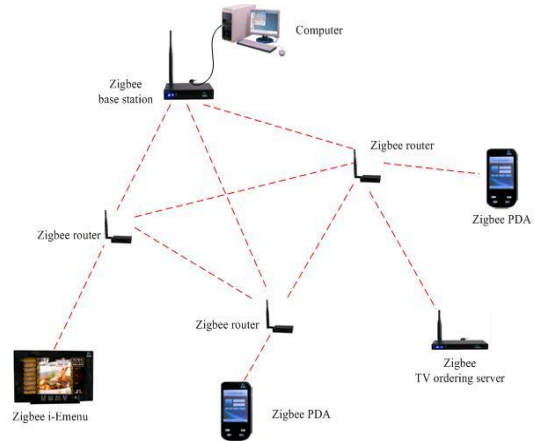 Computer
Zigbee
base station
Zigbee router
Zigbee PDA
Zigbee router
Zigbee router
Zigbee
TV ordering server
Zigbee i-Emenu
Zigbee PDA